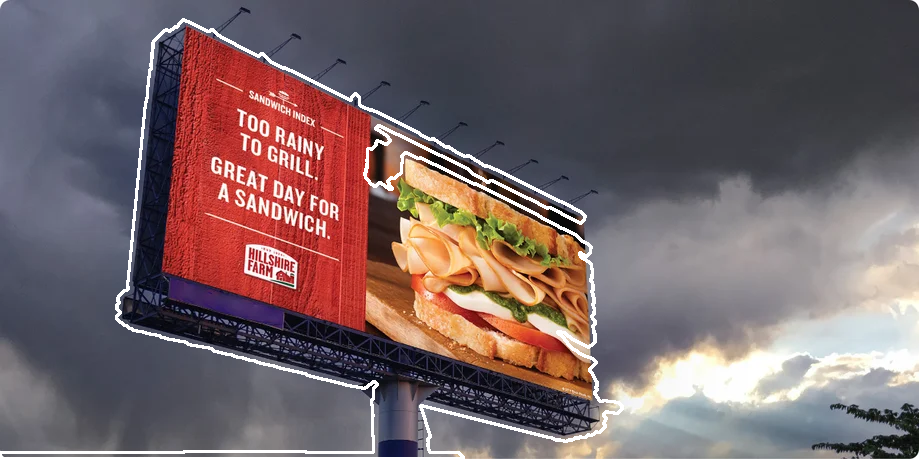 SANDWICH INDEX
TOO RAINY
TO GRILL.
GREAT DAY FOR
A SANDWICH.
HILLSHIRE
FARM